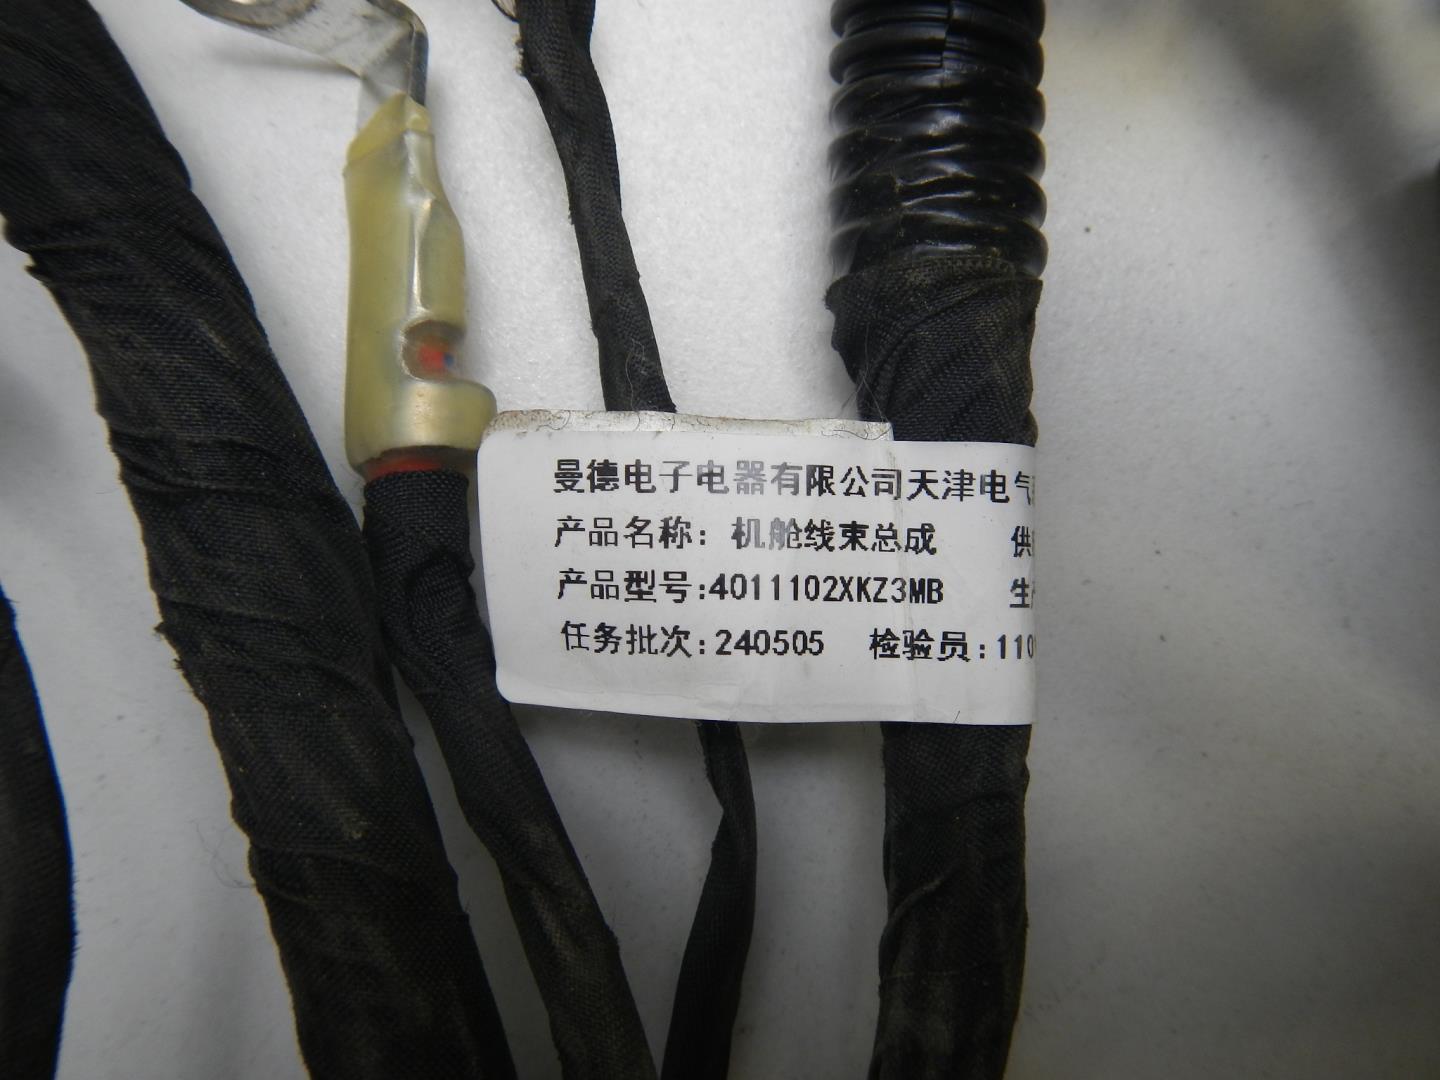 曼德电子电器有限公司天津电气
产品名称: 机舱线束总成 供
产品型号:4011102XKZ3MB 生
任务批次:240505 检验员:110